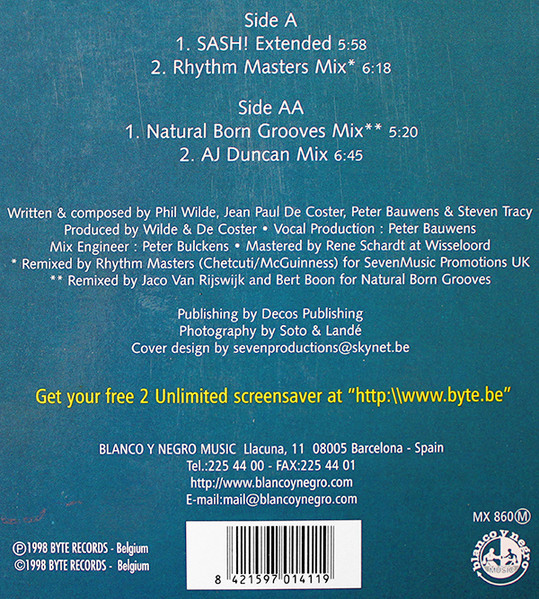 Side A
1. SASH! Extended 5:58
2. Rhythm Masters Mix* 6:18
Side AA
1. Natural Born Grooves Mix** 5:20
2. AJ Duncan Mix 6:45
Written & composed by Phil Wilde, Jean Paul De Coster, Peter Bauwens & Steven Tracy
Produced by Wilde & De Coster • Vocal Production : Peter Bauwens
Mix Engineer : Peter Bulckens • Mastered by Rene Schardt at Wisseloord
* Remixed by Rhythm Masters (Chetcuti/McGuinness) for SevenMusic Promotions UK
** Remixed by Jaco Van Rijswijk and Bert Boon for Natural Born Grooves
Publishing by Decos Publishing
Photography by Soto & Landé
Cover design by sevenproductions@skynet.be
Get your free 2 Unlimited screensaver at "http:\\www.byte.be"
BLANCO Y NEGRO MUSIC Llacuna, 11 08005 Barcelona - Spain
Tel.:225 44 00 - FAX:225 44 01
http://www.blancoynegro.com
E-mail:mail@blancoynegro.com
MX 860 Ⓜ
℗1998 BYTE RECORDS - Belgium
©1998 BYTE RECORDS - Belgium
8 421597 014119
blanco y negro
MUSIC